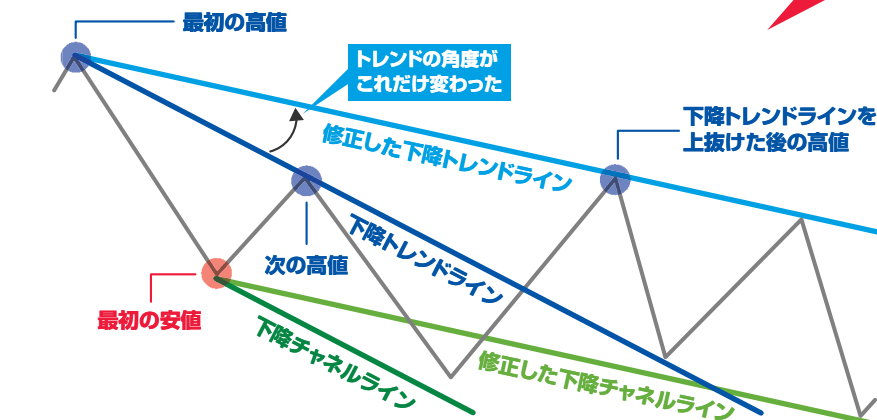 最初の高値
トレンドの角度が
これだけ変わった
下降トレンドラインを
上抜けた後の高値
修正した下降トレンドライン
下降トレンドライン
次の高値
最初の安値
下降チャネルライン
修正した下降チャネルライン